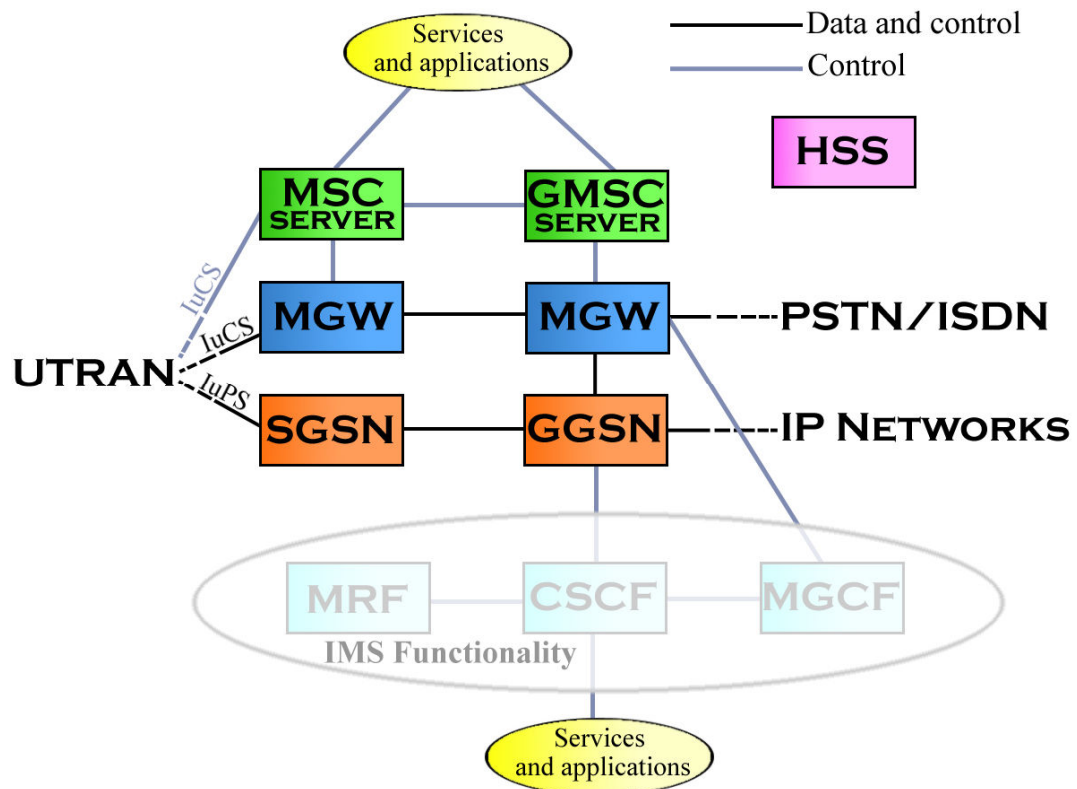 Services
and applications
Data and control
Control
HSS
MSC
SERVER
GMSC
SERVER
IuCS
MGW
MGW
PSTN/ISDN
IuCS
UTRAN
IuPS
SGSN
GGSN
IP NETWORKS
MRF
CSCF
MGCF
IMS Functionality
Services
and applications